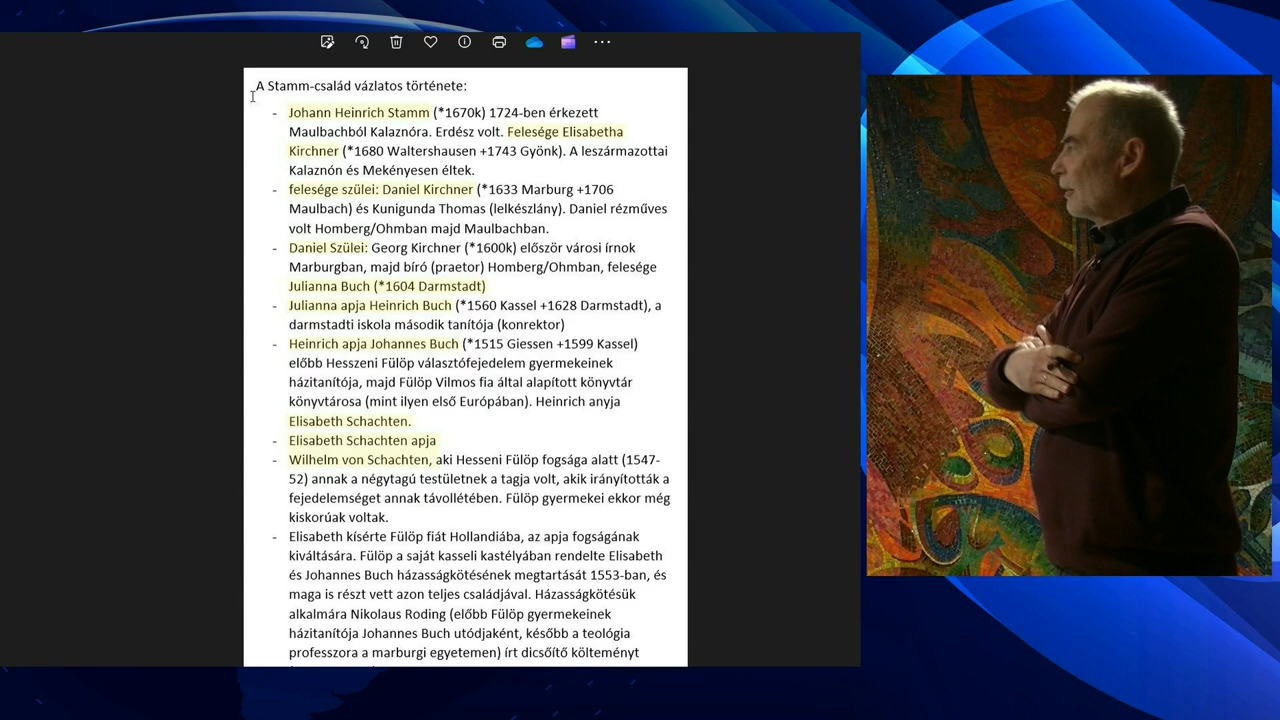 A Stamm-család vázlatos története:
- Johann Heinrich Stamm (*1670k) 1724-ben érkezett
Maulbachból Kalaznóra. Erdész volt. Felesége Elisabetha
Kirchner (*1680 Waltershausen +1743 Gyönk). A leszármazottai
Kalaznón és Mekényesen éltek.
- felesége szülei: Daniel Kirchner (*1633 Marburg +1706
Maulbach) és Kunigunda Thomas (lelkészlány). Daniel rézműves
volt Homberg/Ohmban majd Maulbachban.
- Daniel Szülei: Georg Kirchner (*1600k) először városi írnok
Marburgban, majd bíró (praetor) Homberg/Ohmban, felesége
Julianna Buch (*1604 Darmstadt)
- Julianna apja Heinrich Buch (*1560 Kassel +1628 Darmstadt), a
darmstadti iskola második tanítója (konrektor)
- Heinrich apja Johannes Buch (*1515 Giessen +1599 Kassel)
előbb Hesszeni Fülöp választófejedelem gyermekeinek
házitanítója, majd Fülöp Vilmos fia által alapított könyvtár
könyvtárosa (mint ilyen első Európában). Heinrich anyja
Elisabeth Schachten.
- Elisabeth Schachten apja
- Wilhelm von Schachten, aki Hesseni Fülöp fogsága alatt (1547-
52) annak a négytagú testületnek a tagja volt, akik irányították a
fejedelemséget annak távollétében. Fülöp gyermekei ekkor még
kiskorúak voltak.
- Elisabeth kísérte Fülöp fiát Hollandiába, az apja fogságának
kiváltására. Fülöp a saját kasseli kastélyában rendelte Elisabeth
és Johannes Buch házasságkötésének megtartását 1553-ban, és
maga is részt vett azon teljes családjával. Házasságkötésük
alkalmára Nikolaus Roding (előbb Fülöp gyermekeinek
házitanítója Johannes Buch utódjaként, később a teológia
professzora a marburgi egyetemen) írt dicsőítő költeményt